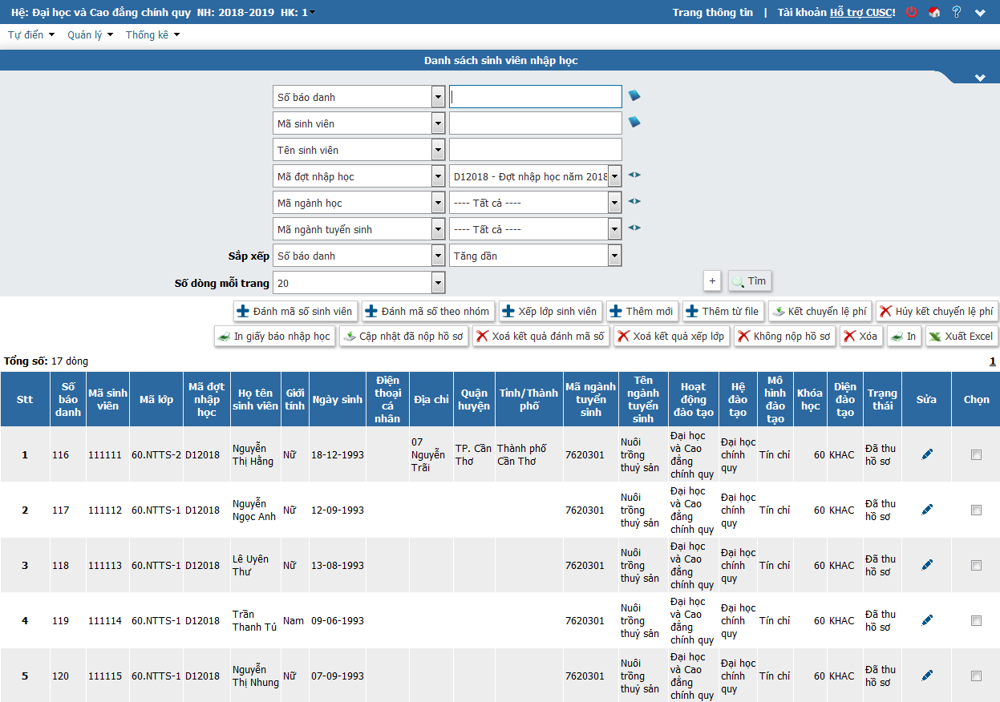 Hệ: Đại học và Cao đẳng chính quy NH: 2018-2019 HK: 1
Trang thông tin | Tài khoản Hỗ trợ CUSC!
Tự điển Quản lý Thống kê
Danh sách sinh viên nhập học
Số báo danh
Mã sinh viên
Tên sinh viên
Mã đợt nhập học D12018 - Đợt nhập học năm 2018
Mã ngành học ---- Tất cả ----
Mã ngành tuyển sinh ---- Tất cả ----
Sắp xếp Số báo danh Tăng dần
Số dòng mỗi trang 20 + Tìm
Đánh mã số sinh viên Đánh mã số theo nhóm Xếp lớp sinh viên Thêm mới Thêm từ file Kết chuyển lệ phí Hủy kết chuyển lệ phí
In giấy báo nhập học Cập nhật đã nộp hồ sơ Xoá kết quả đánh mã số Xoá kết quả xếp lớp Không nộp hồ sơ Xóa In Xuất Excel
Tổng số: 17 dòng 1
Stt Số báo danh Mã sinh viên Mã lớp Mã đợt nhập học Họ tên sinh viên Giới tính Ngày sinh Điện thoại cá nhân Địa chỉ Quận huyện Tỉnh/Thành phố Mã ngành tuyển sinh Tên ngành tuyển sinh Hoạt động đào tạo Hệ đào tạo Mô hình đào tạo Khóa học Diện đào tạo Trạng thái Sửa Chọn
1 116 111111 60.NTTS-2 D12018 Nguyễn Thị Hằng Nữ 18-12-1993 07 Nguyễn Trãi TP. Cần Thơ Thành phố Cần Thơ 7620301 Nuôi trồng thuỷ sản Đại học và Cao đẳng chính quy Đại học chính quy Tín chỉ 60 KHAC Đã thu hồ sơ
2 117 111112 60.NTTS-1 D12018 Nguyễn Ngọc Anh Nữ 12-09-1993 7620301 Nuôi trồng thuỷ sản Đại học và Cao đẳng chính quy Đại học chính quy Tín chỉ 60 KHAC Đã thu hồ sơ
3 118 111113 60.NTTS-1 D12018 Lê Uyên Thư Nữ 13-08-1993 7620301 Nuôi trồng thuỷ sản Đại học và Cao đẳng chính quy Đại học chính quy Tín chỉ 60 KHAC Đã thu hồ sơ
4 119 111114 60.NTTS-1 D12018 Trần Thanh Tú Nam 09-06-1993 7620301 Nuôi trồng thuỷ sản Đại học và Cao đẳng chính quy Đại học chính quy Tín chỉ 60 KHAC Đã thu hồ sơ
5 120 111115 60.NTTS-1 D12018 Nguyễn Thị Nhung Nữ 07-09-1993 7620301 Nuôi trồng thuỷ sản Đại học và Cao đẳng chính quy Đại học chính quy Tín chỉ 60 KHAC Đã thu hồ sơ